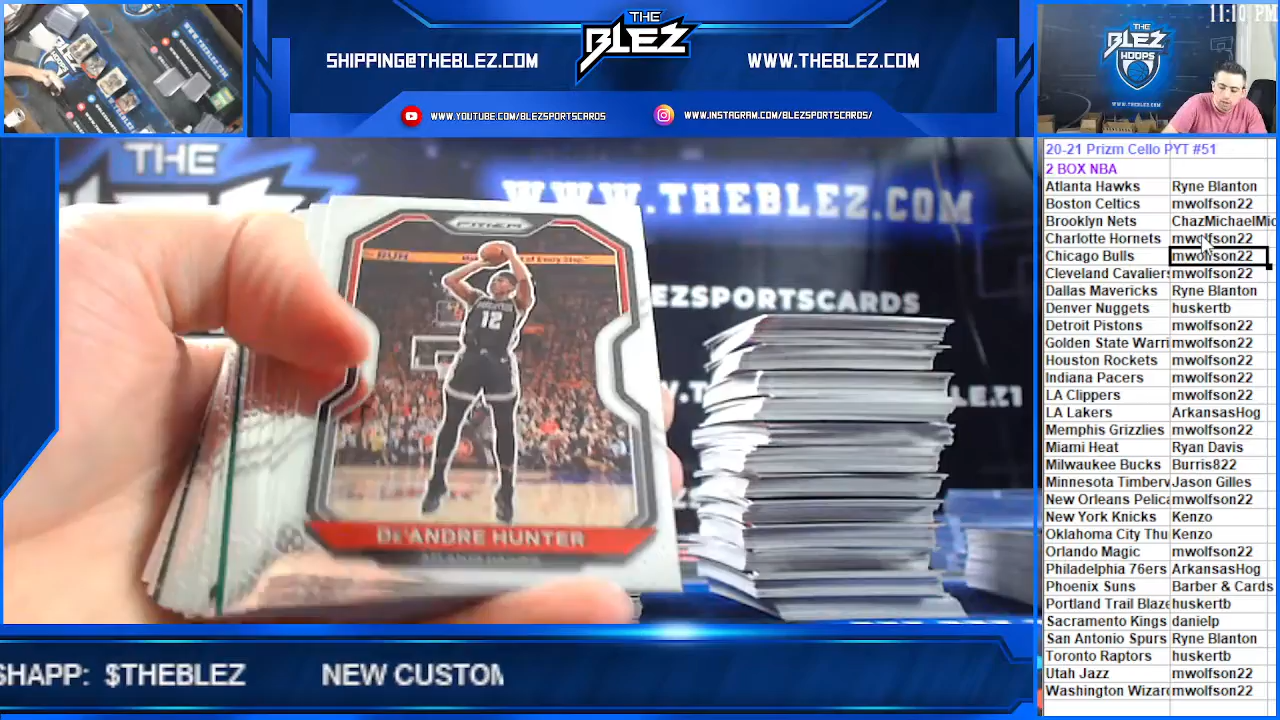 THE
BLEZ
SHIPPING@THEBLEZ.COM
WWW.THEBLEZ.COM
WWW.YOUTUBE.COM/BLEZSPORTSCARDS
WWW.INSTAGRAM.COM/BLEZSPORTSCARDS/
11:10 PM
THE
BLEZ
HOOPS
WWW.THEBLEZ.COM
THE
WWW.THEBLEZ.COM
EZSPORTSCARDS
PRIZM
12
DE'ANDRE HUNTER
20-21 Prizm Cello PYT #51
2 BOX NBA
Atlanta Hawks Ryne Blanton
Boston Celtics mwolfson22
Brooklyn Nets ChazMichaelMic
Charlotte Hornets mwolfson22
Chicago Bulls mwolfson22
Cleveland Cavaliers mwolfson22
Dallas Mavericks Ryne Blanton
Denver Nuggets huskertb
Detroit Pistons mwolfson22
Golden State Warri mwolfson22
Houston Rockets mwolfson22
Indiana Pacers mwolfson22
LA Clippers mwolfson22
LA Lakers ArkansasHog
Memphis Grizzlies mwolfson22
Miami Heat Ryan Davis
Milwaukee Bucks Burris822
Minnesota Timberv Jason Gilles
New Orleans Pelica mwolfson22
New York Knicks Kenzo
Oklahoma City Thu Kenzo
Orlando Magic mwolfson22
Philadelphia 76ers ArkansasHog
Phoenix Suns Barber & Cards
Portland Trail Blaze huskertb
Sacramento Kings danielp
San Antonio Spurs Ryne Blanton
Toronto Raptors huskertb
Utah Jazz mwolfson22
Washington Wizard mwolfson22
SHAPP: $THEBLEZ NEW CUSTOM